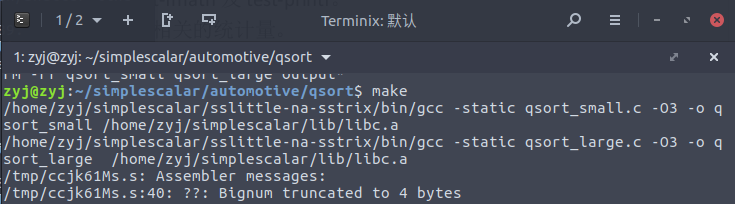 1 / 2
Terminix: 默认
1: zyj@zyj: ~/simplescalar/automotive/qsort
rm -rf qsort_small qsort_large output*
zyj@zyj:~/simplescalar/automotive/qsort$ make
/home/zyj/simplescalar/sslittle-na-sstrix/bin/gcc -static qsort_small.c -O3 -o q
sort_small /home/zyj/simplescalar/lib/libc.a
/home/zyj/simplescalar/sslittle-na-sstrix/bin/gcc -static qsort_large.c -O3 -o q
sort_large  /home/zyj/simplescalar/lib/libc.a
/tmp/ccjk61Ms.s: Assembler messages:
/tmp/ccjk61Ms.s:40: ??: Bignum truncated to 4 bytes